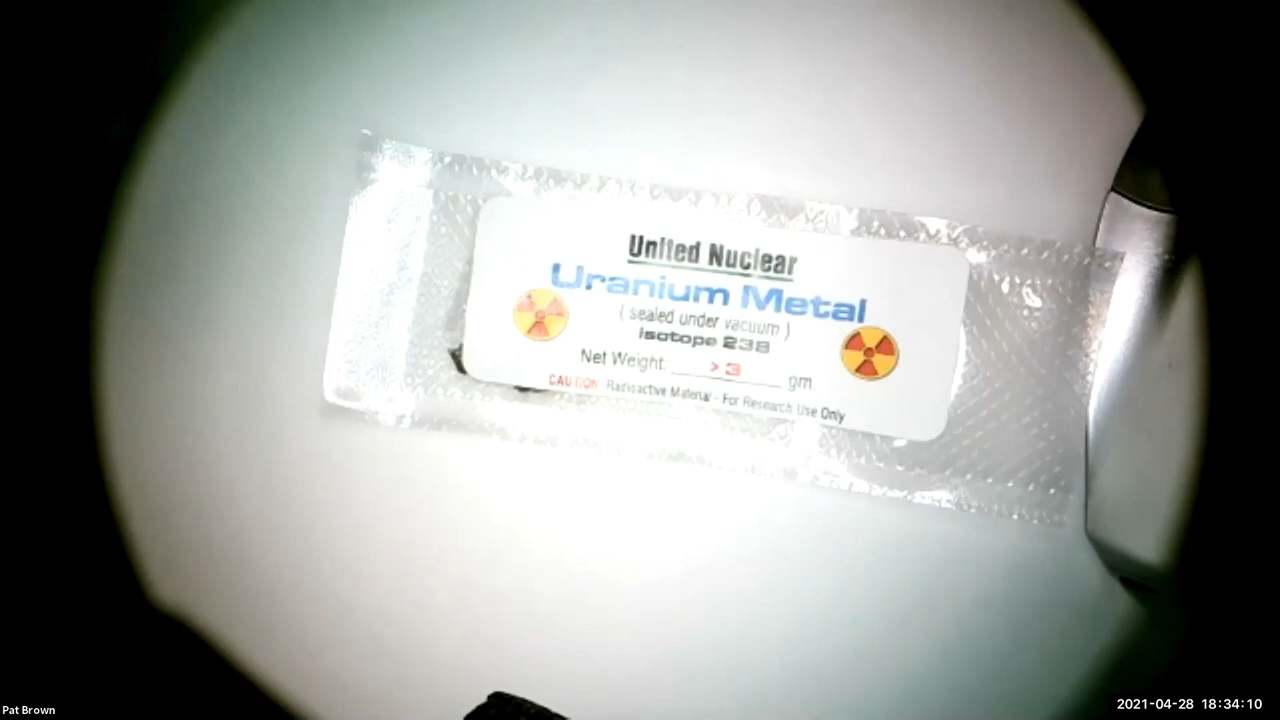 United Nuclear
Uranium Metal
( sealed under vacuum )
Isotope 238
Net Weight: > 3 gm
CAUTION Radioactive Material - For Research Use Only
Pat Brown
2021-04-28 18:34:10